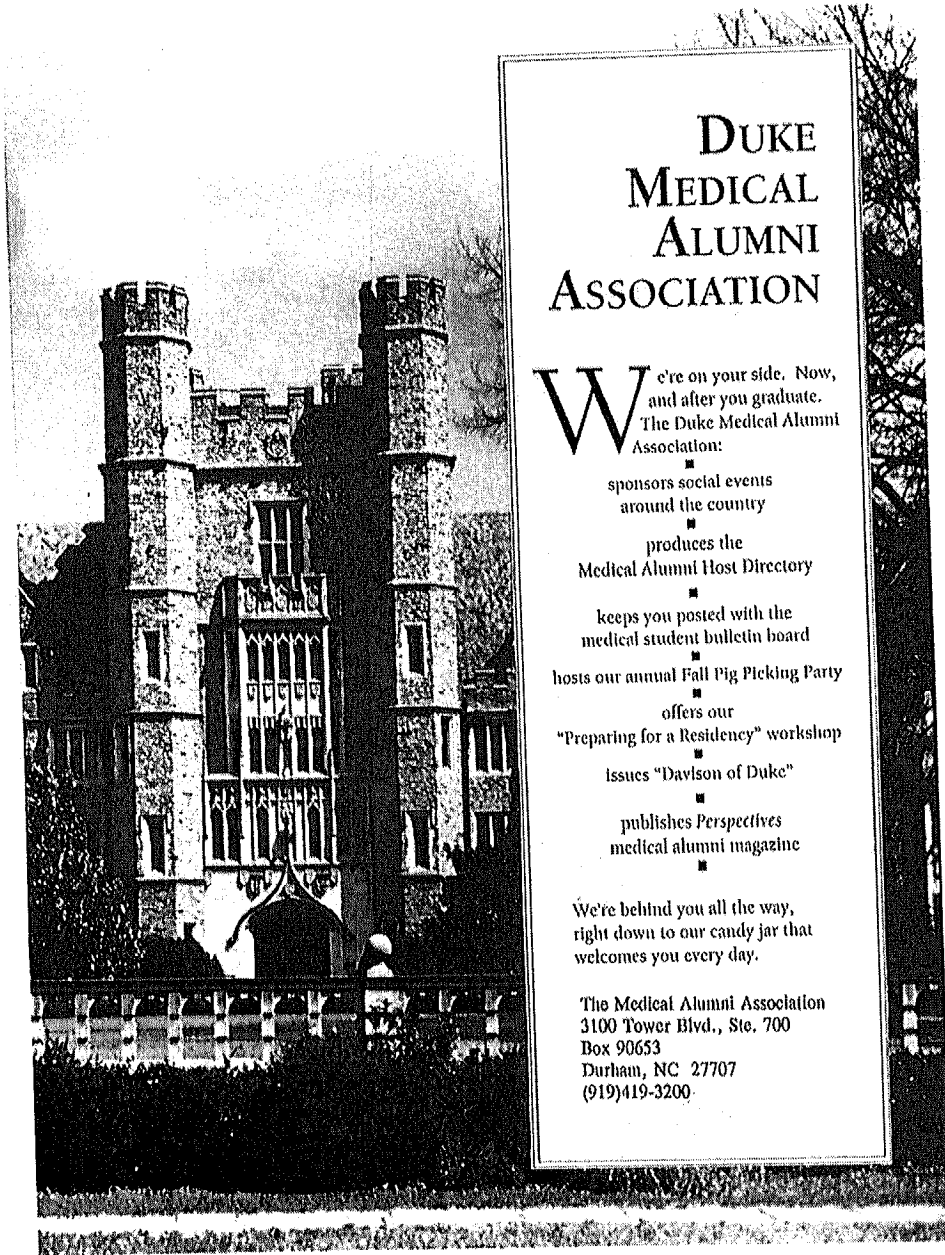 DUKE
MEDICAL
ALUMNI
ASSOCIATION
We're on your side. Now,
and after you graduate.
The Duke Medical Alumni
Association:
■
sponsors social events
around the country
■
produces the
Medical Alumni Host Directory
■
keeps you posted with the
medical student bulletin board
■
hosts our annual Fall Pig Picking Party
■
offers our
"Preparing for a Residency" workshop
■
issues "Davison of Duke"
■
publishes Perspectives
medical alumni magazine
■
We're behind you all the way,
right down to our candy jar that
welcomes you every day.
The Medical Alumni Association
3100 Tower Blvd., Ste. 700
Box 90653
Durham, NC 27707
(919)419-3200